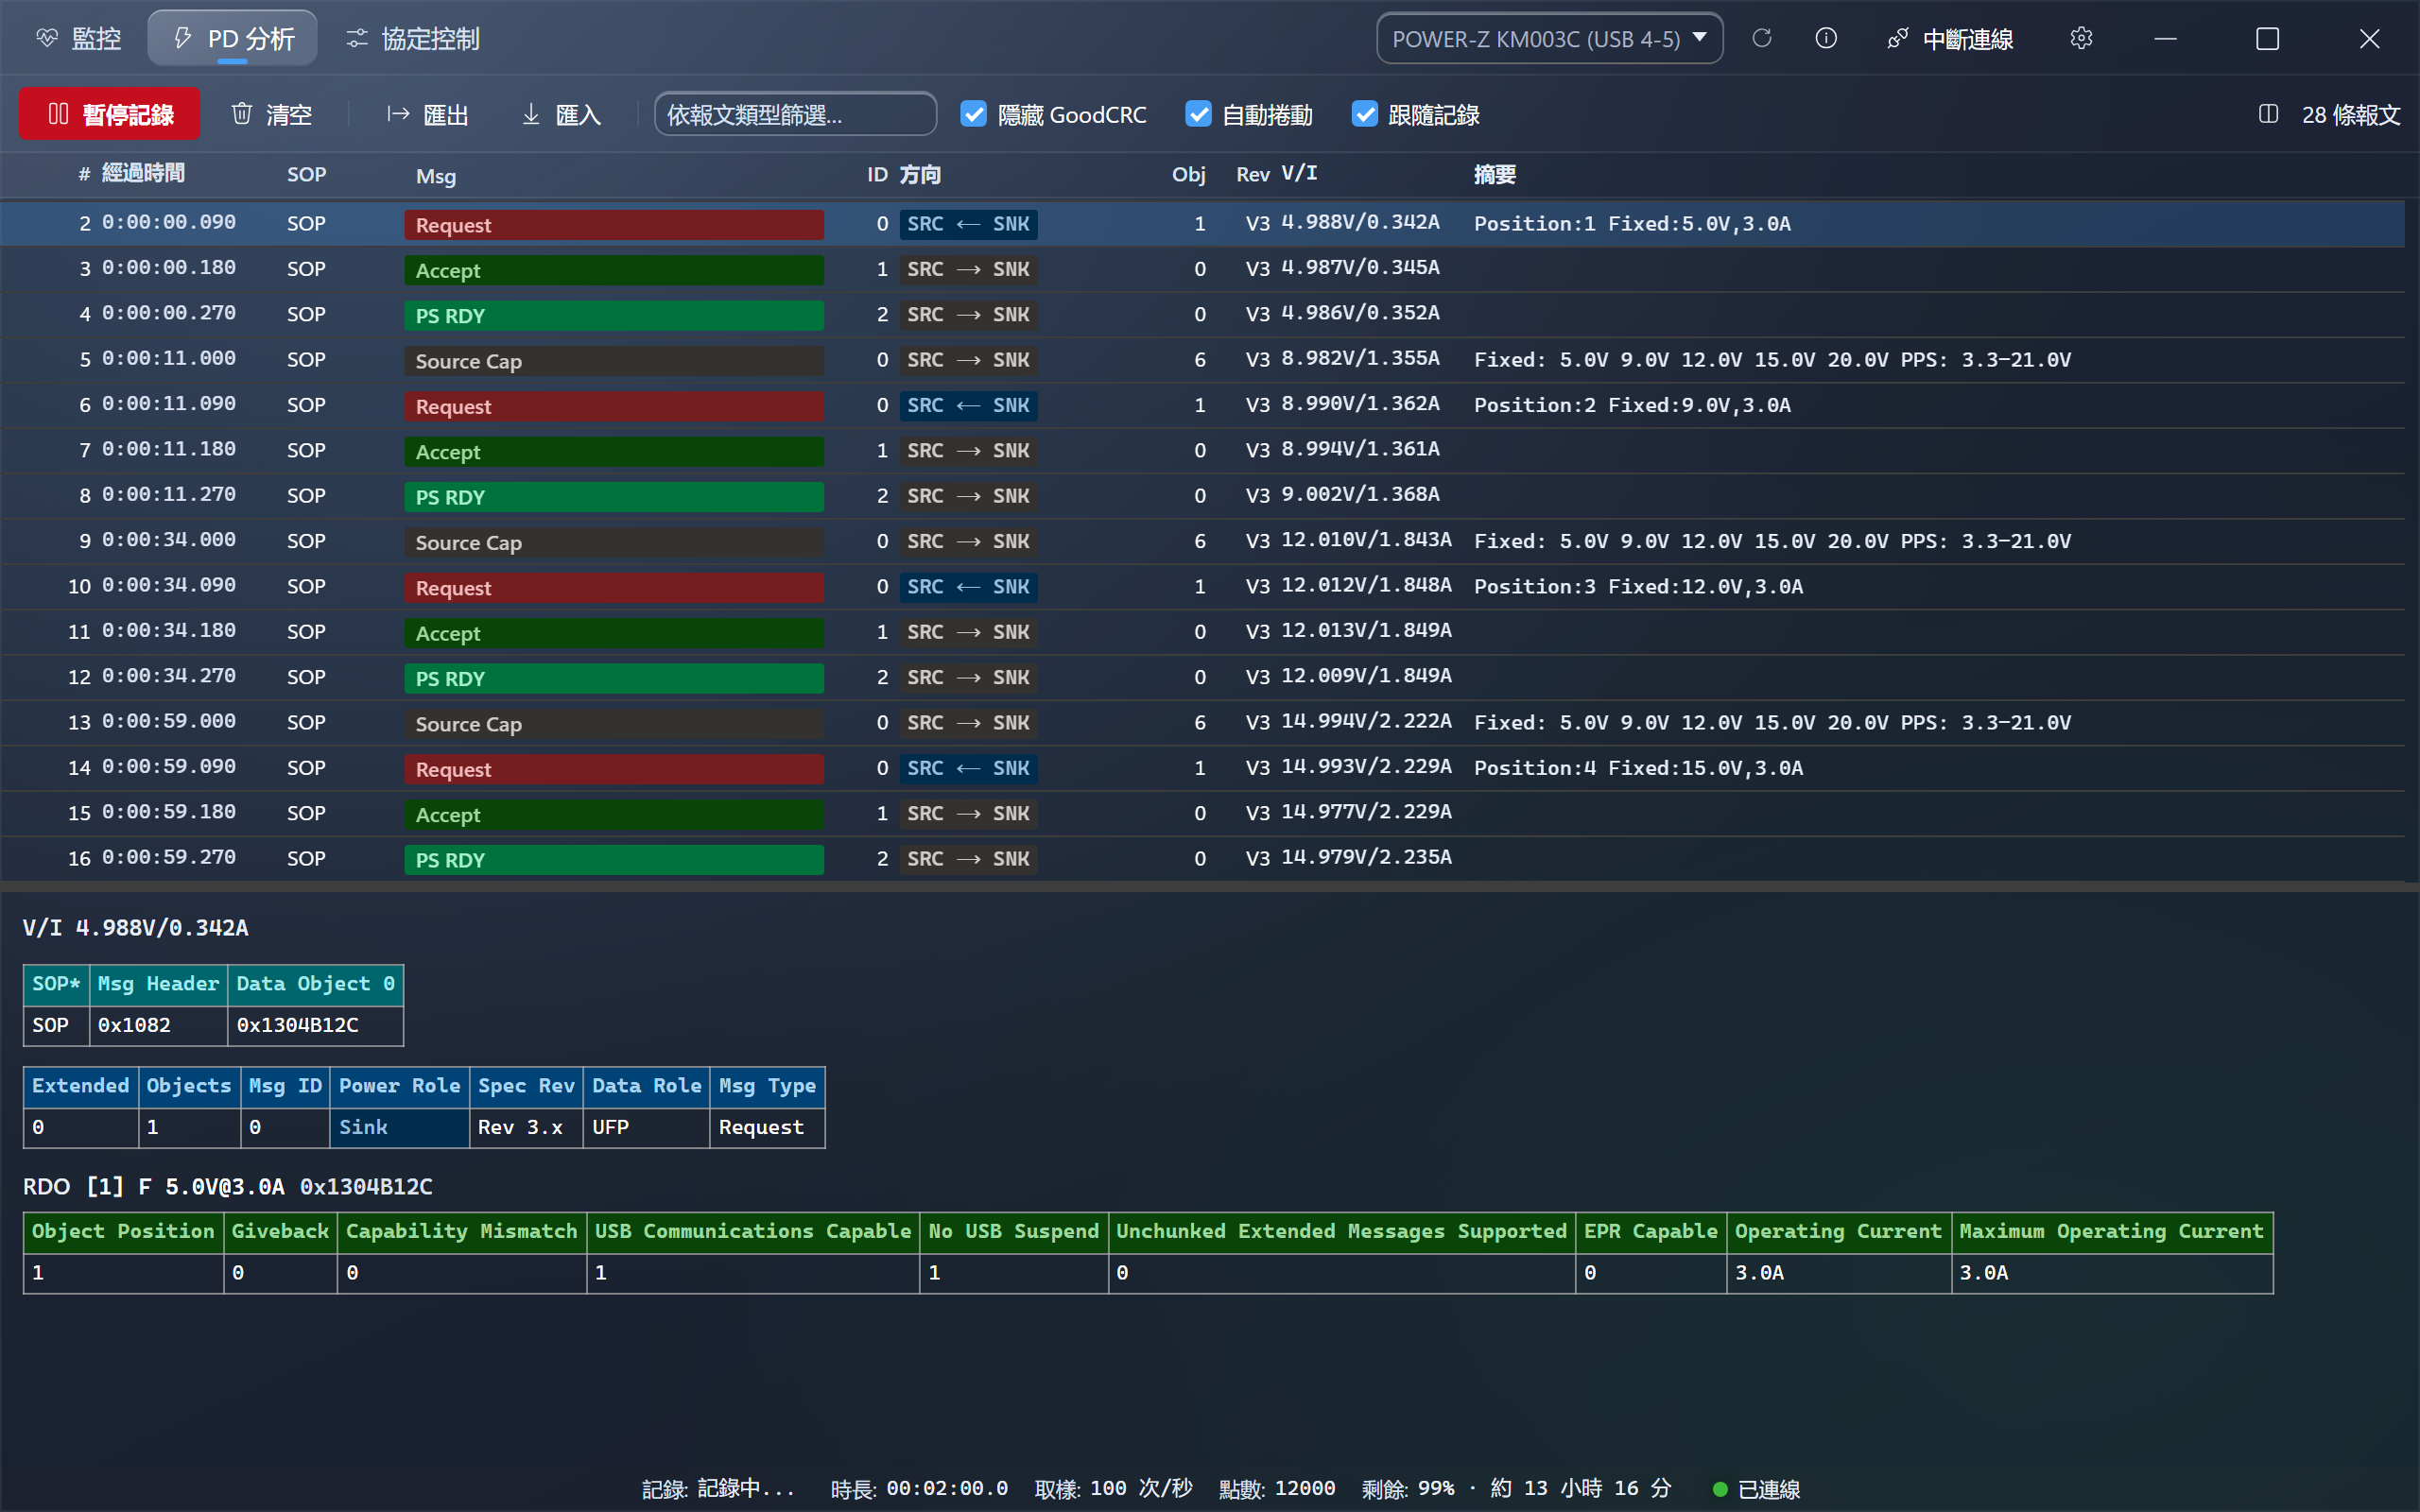 監控 PD 分析 協定控制 POWER-Z KM003C (USB 4-5) 中斷連線
暫停記錄 清空 匯出 匯入 依報文類型篩選... 隱藏 GoodCRC 自動捲動 跟隨記錄 28 條報文
# 經過時間 SOP Msg ID 方向 Obj Rev V/I 摘要
2 0:00:00.090 SOP Request 0 SRC ← SNK 1 V3 4.988V/0.342A Position:1 Fixed:5.0V,3.0A
3 0:00:00.180 SOP Accept 1 SRC → SNK 0 V3 4.987V/0.345A
4 0:00:00.270 SOP PS RDY 2 SRC → SNK 0 V3 4.986V/0.352A
5 0:00:11.000 SOP Source Cap 0 SRC → SNK 6 V3 8.982V/1.355A Fixed: 5.0V 9.0V 12.0V 15.0V 20.0V PPS: 3.3-21.0V
6 0:00:11.090 SOP Request 0 SRC ← SNK 1 V3 8.990V/1.362A Position:2 Fixed:9.0V,3.0A
7 0:00:11.180 SOP Accept 1 SRC → SNK 0 V3 8.994V/1.361A
8 0:00:11.270 SOP PS RDY 2 SRC → SNK 0 V3 9.002V/1.368A
9 0:00:34.000 SOP Source Cap 0 SRC → SNK 6 V3 12.010V/1.843A Fixed: 5.0V 9.0V 12.0V 15.0V 20.0V PPS: 3.3-21.0V
10 0:00:34.090 SOP Request 0 SRC ← SNK 1 V3 12.012V/1.848A Position:3 Fixed:12.0V,3.0A
11 0:00:34.180 SOP Accept 1 SRC → SNK 0 V3 12.013V/1.849A
12 0:00:34.270 SOP PS RDY 2 SRC → SNK 0 V3 12.009V/1.849A
13 0:00:59.000 SOP Source Cap 0 SRC → SNK 6 V3 14.994V/2.222A Fixed: 5.0V 9.0V 12.0V 15.0V 20.0V PPS: 3.3-21.0V
14 0:00:59.090 SOP Request 0 SRC ← SNK 1 V3 14.993V/2.229A Position:4 Fixed:15.0V,3.0A
15 0:00:59.180 SOP Accept 1 SRC → SNK 0 V3 14.977V/2.229A
16 0:00:59.270 SOP PS RDY 2 SRC → SNK 0 V3 14.979V/2.235A
V/I 4.988V/0.342A
SOP* Msg Header Data Object 0
SOP 0x1082 0x1304B12C
Extended Objects Msg ID Power Role Spec Rev Data Role Msg Type
0 1 0 Sink Rev 3.x UFP Request
RDO [1] F 5.0V@3.0A 0x1304B12C
Object Position Giveback Capability Mismatch USB Communications Capable No USB Suspend Unchunked Extended Messages Supported EPR Capable Operating Current Maximum Operating Current
1 0 0 1 1 0 0 3.0A 3.0A
記錄: 記錄中... 時長: 00:02:00.0 取樣: 100 次/秒 點數: 12000 剩餘: 99% · 約 13 小時 16 分 已連線